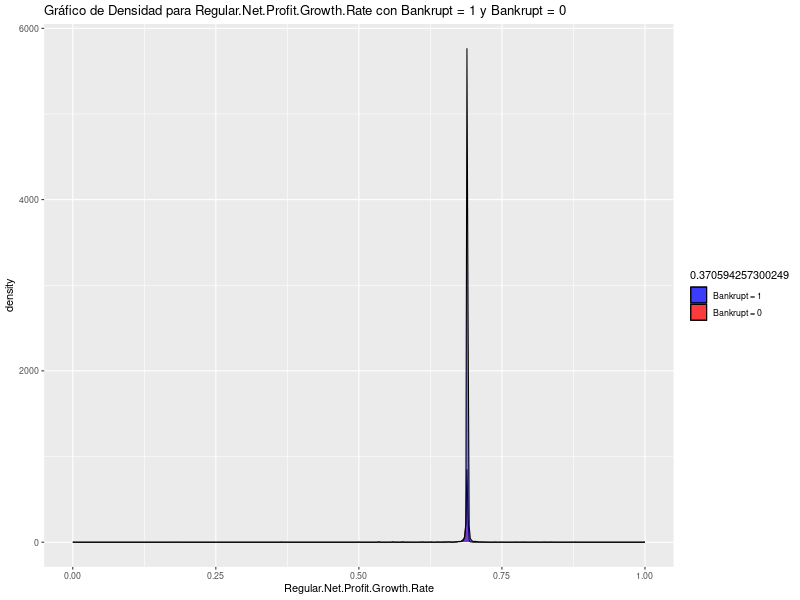 Gráfico de Densidad para Regular.Net.Profit.Growth.Rate con Bankrupt = 1 y Bankrupt = 0
6000
4000
2000
0
density
0.00
0.25
0.50
0.75
1.00
Regular.Net.Profit.Growth.Rate
0.370594257300249
Bankrupt = 1
Bankrupt = 0